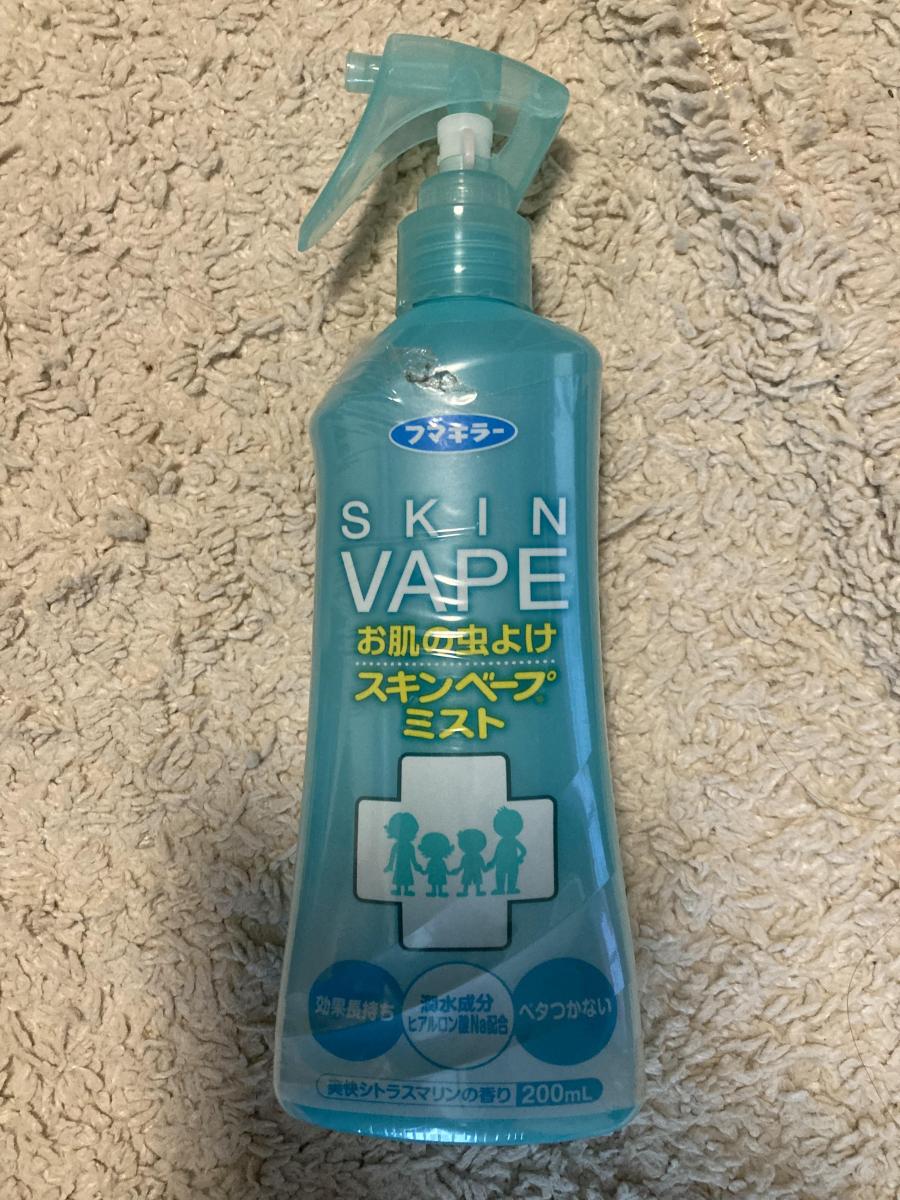 フマキラー
SKIN
VAPE
お肌の虫よけ
スキンベープ
ミスト
効果長持ち
潤水成分
ヒアルロン酸Na配合
ベタつかない
爽快シトラスマリンの香り 200mL